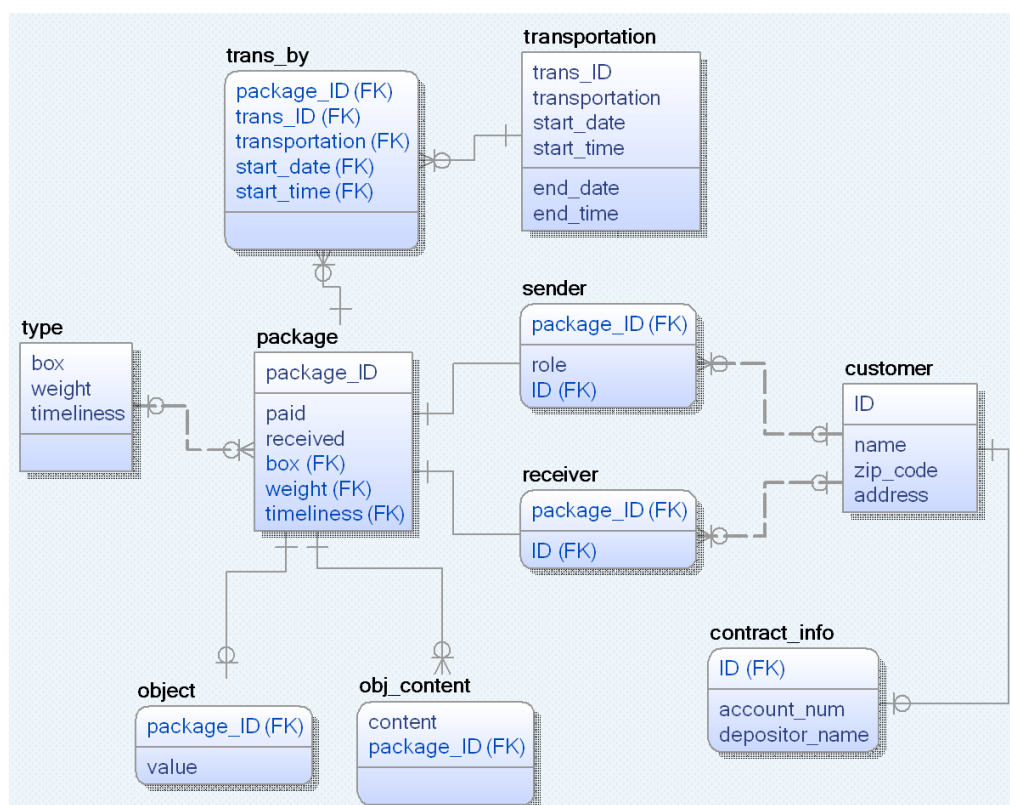 transportation
trans_ID
transportation
start_date
start_time
end_date
end_time
trans_by
package_ID (FK)
trans_ID (FK)
transportation (FK)
start_date (FK)
start_time (FK)
sender
package_ID (FK)
role
ID (FK)
type
box
weight
timeliness
package
package_ID
paid
received
box (FK)
weight (FK)
timeliness (FK)
customer
ID
name
zip_code
address
receiver
package_ID (FK)
ID (FK)
contract_info
ID (FK)
account_num
depositor_name
object
package_ID (FK)
value
obj_content
content
package_ID (FK)